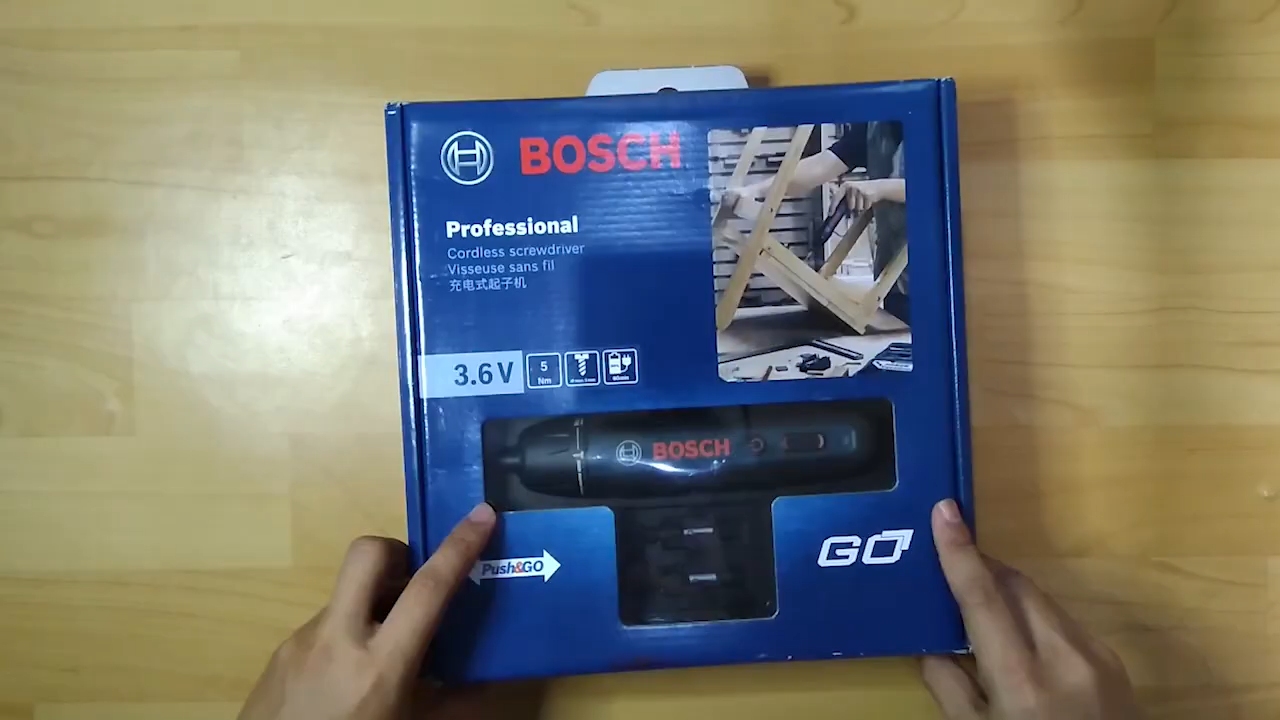 BOSCH
Professional
Cordless screwdriver
Visseuse sans fil
充电式起子机
3.6 V
5
Nm
BOSCH
Push&GO
GO